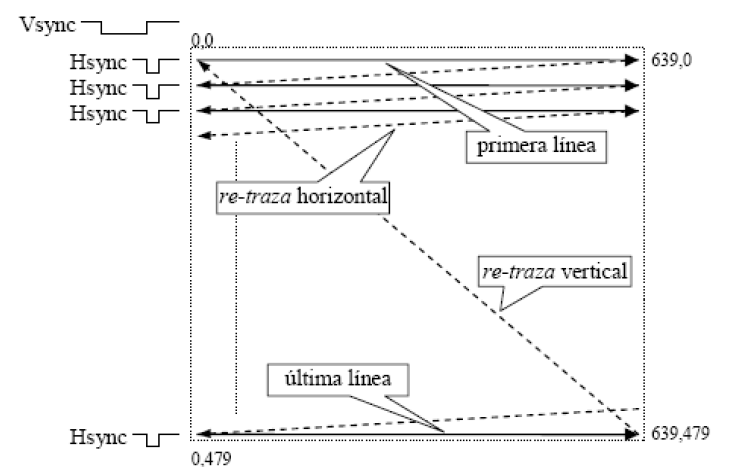 Vsync
0,0
Hsync
639,0
Hsync
Hsync
primera línea
re-traza horizontal
re-traza vertical
última línea
Hsync
639,479
0,479